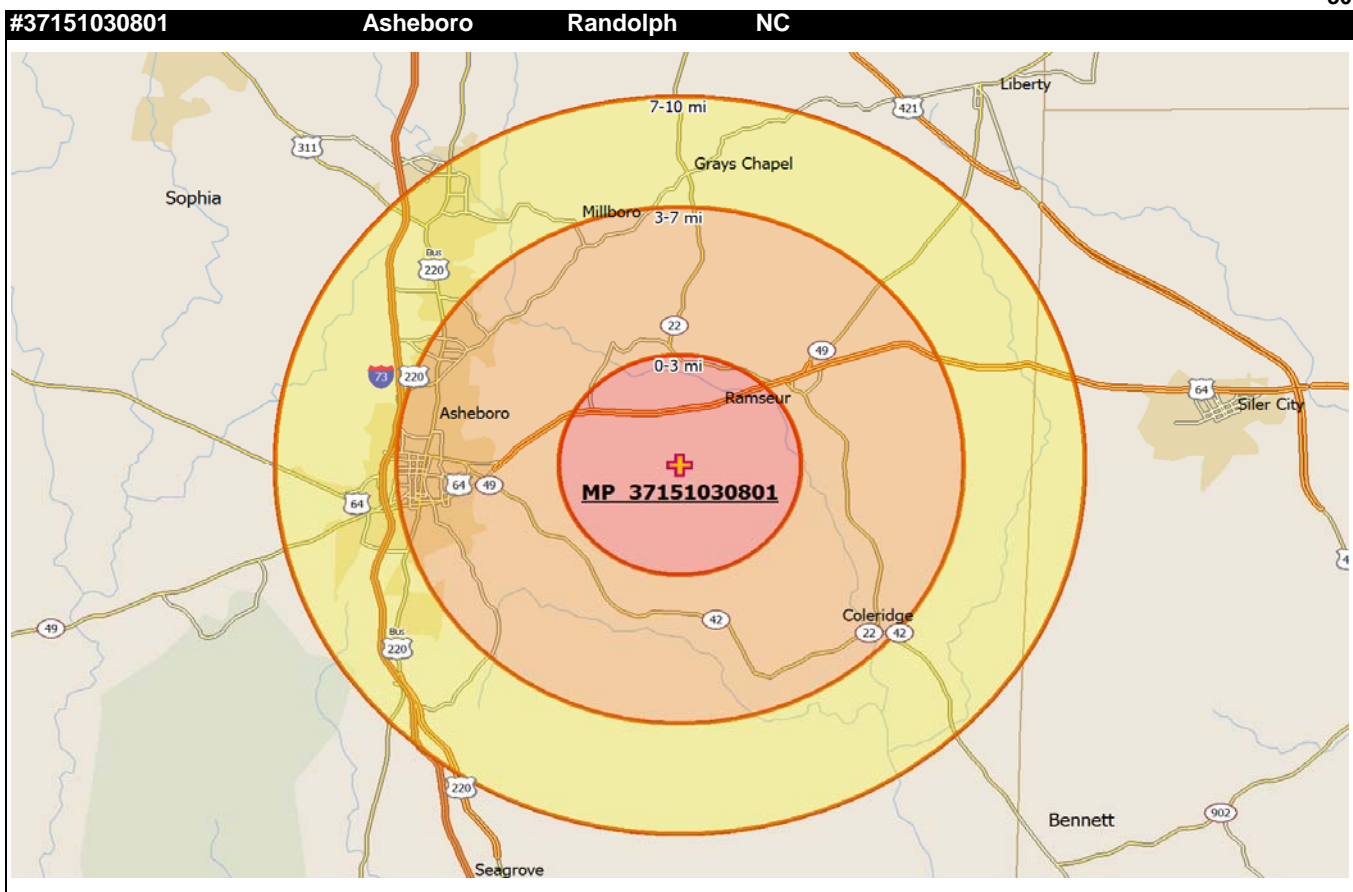 #37151030801 Asheboro Randolph NC
7-10 mi
Liberty
421
311
Grays Chapel
Sophia
Millboro
3-7 mi
Bus
220
22
49
0-3 mi
73 220
64
Ramseur
Siler City
Asheboro
64 49
MP 37151030801
64
42
Coleridge
49
22 42
Bus
220
220
Bennett
902
Seagrove